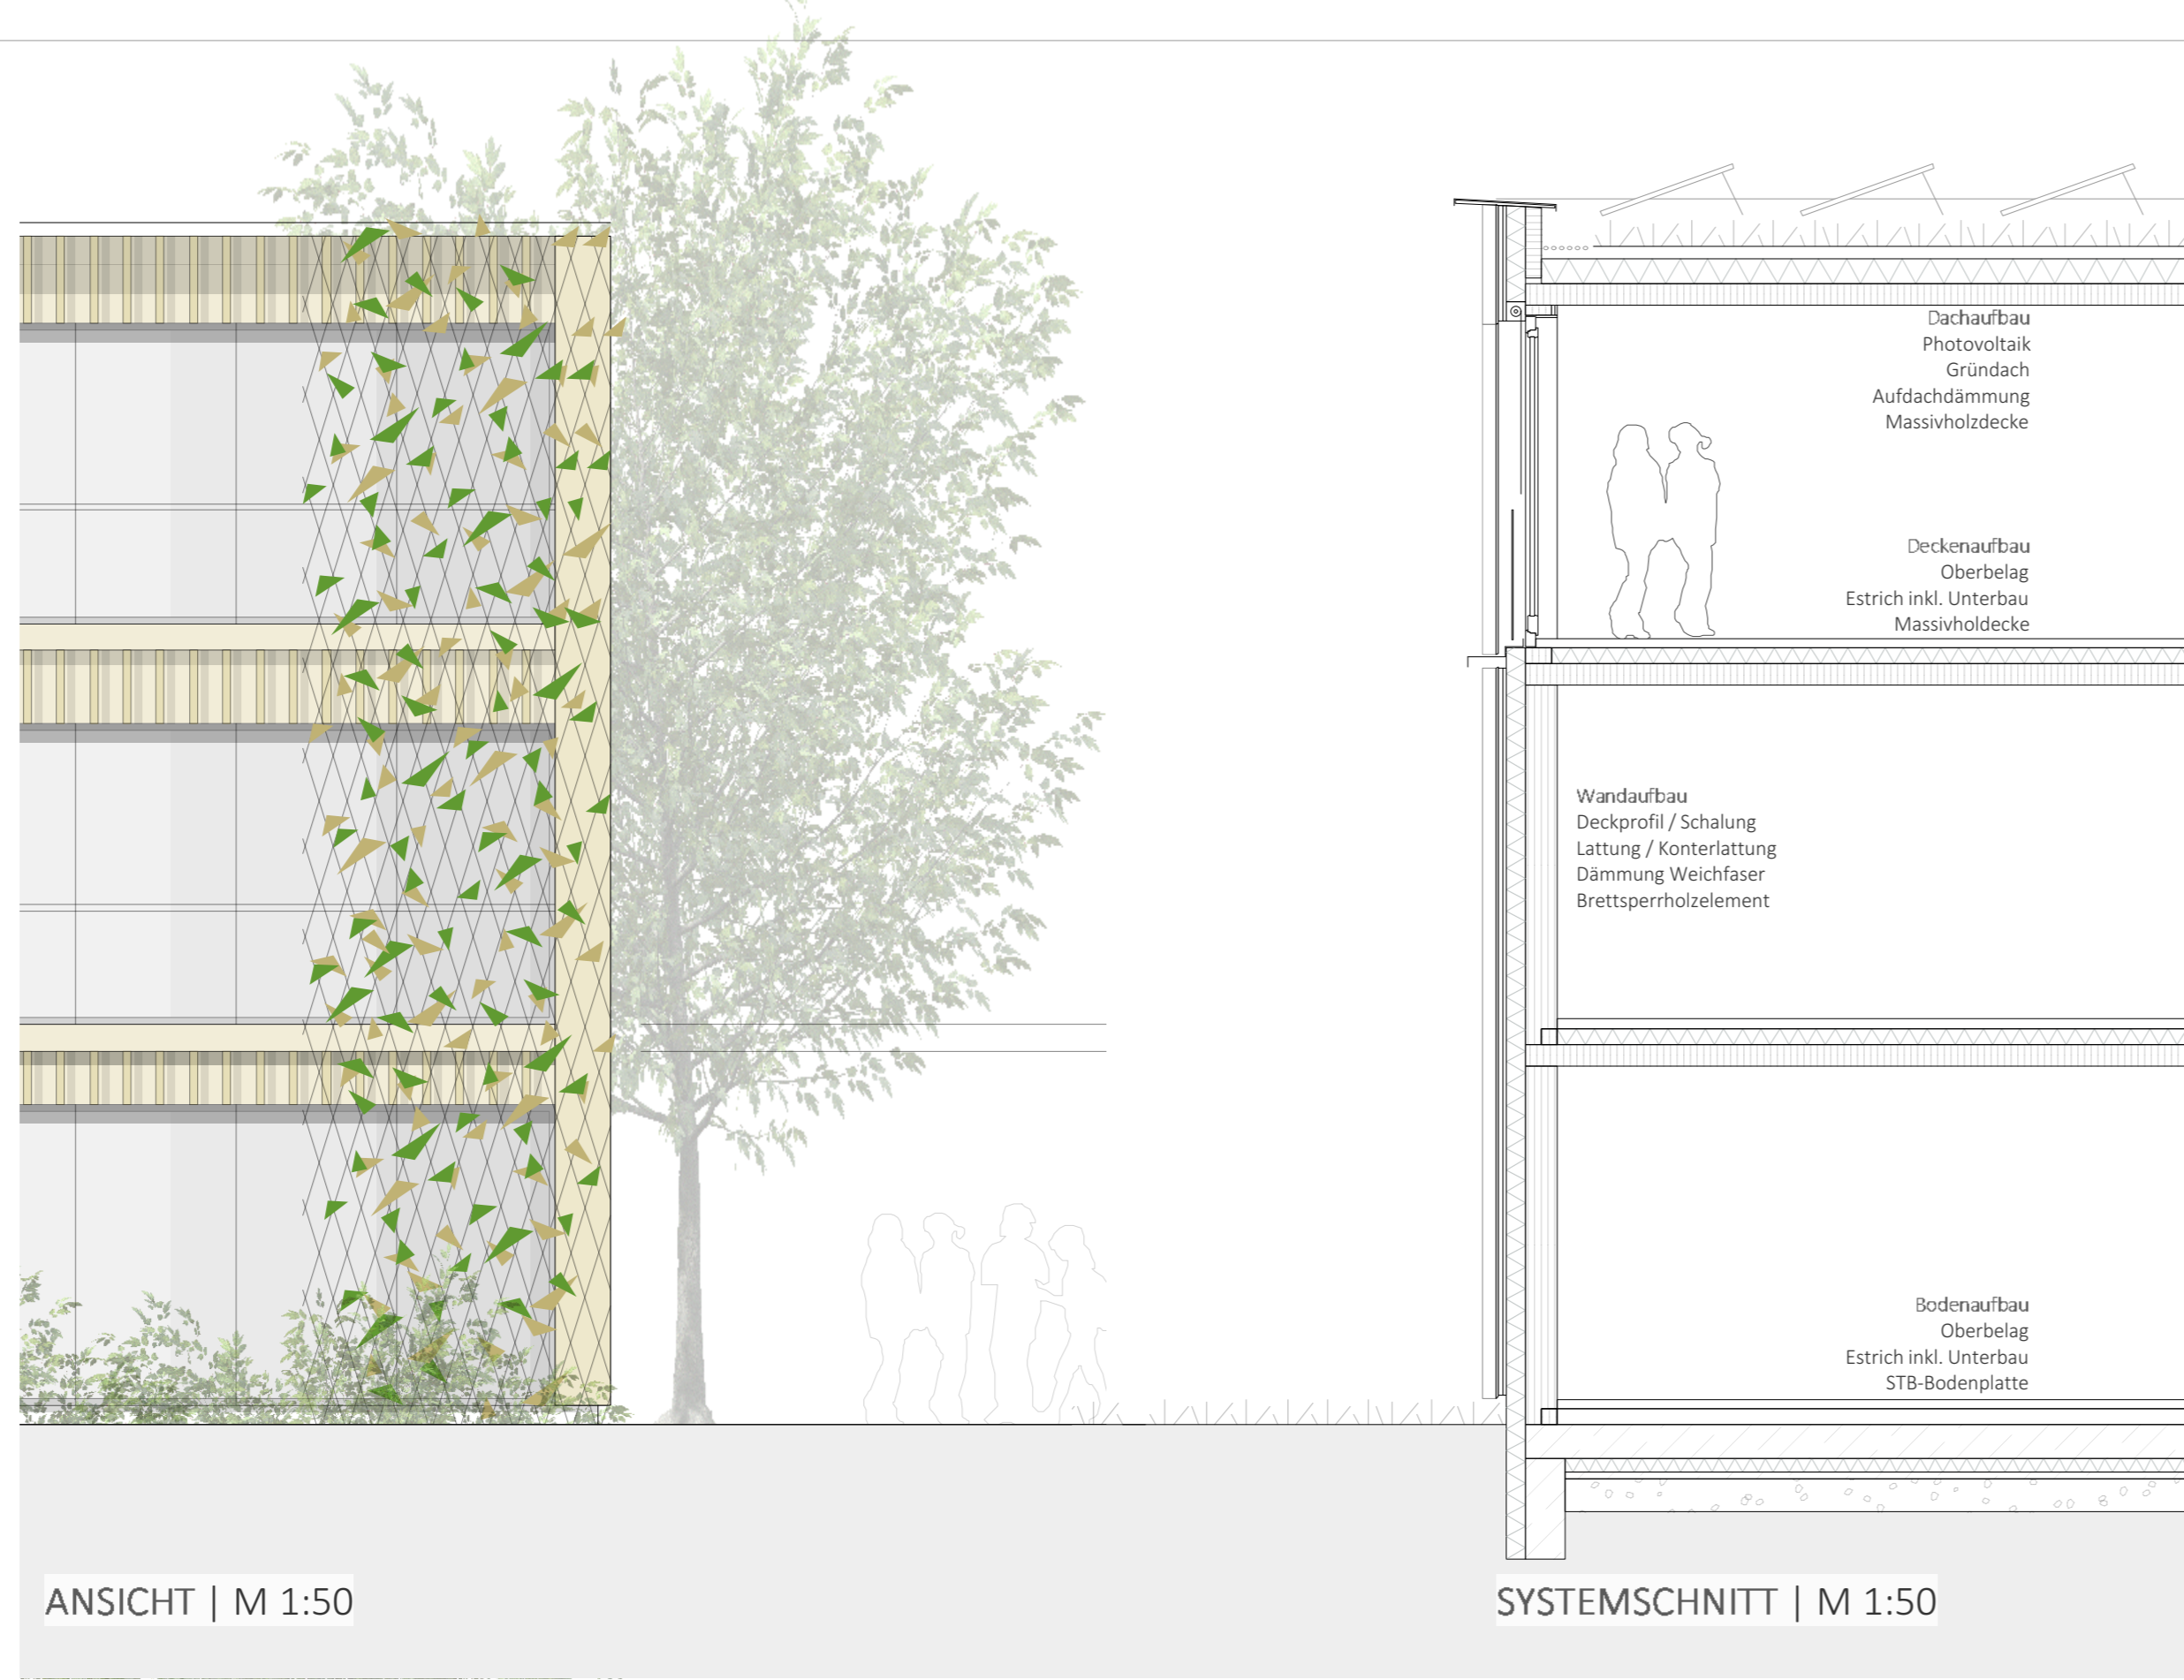 Dachaufbau
Photovoltaik
Gründach
Aufdachdämmung
Massivholzdecke
Deckenaufbau
Oberbelag
Estrich inkl. Unterbau
Massivholdecke
Wandaufbau
Deckprofil / Schalung
Lattung / Konterlattung
Dämmung Weichfaser
Brettsperrholzelement
Bodenaufbau
Oberbelag
Estrich inkl. Unterbau
STB-Bodenplatte
ANSICHT | M 1:50
SYSTEMSCHNITT | M 1:50